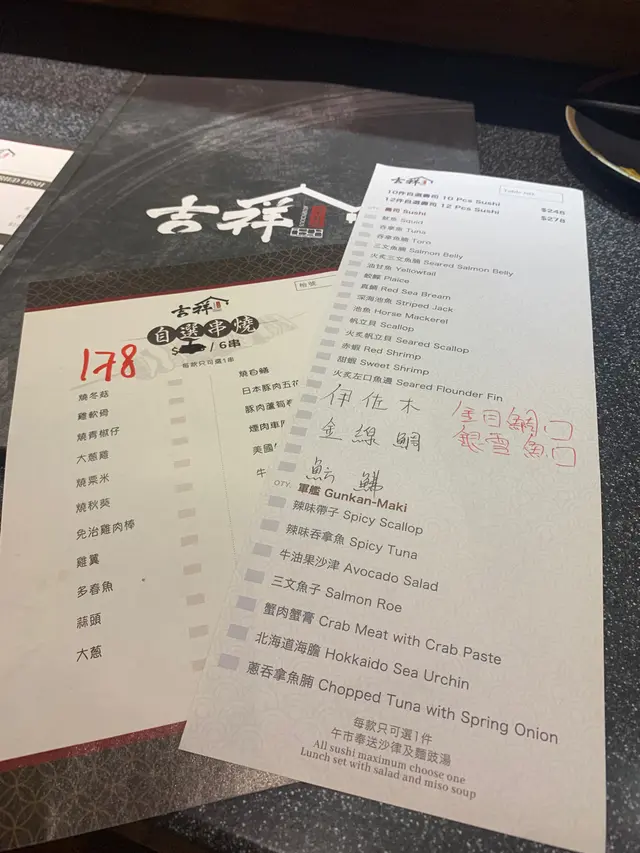 吉祥
吉祥
自選串燒
$ / 6串
每款只可選1串
178
燒冬菇
雞軟骨
燒青椒仔
大蔥雞
燒粟米
燒秋葵
免治雞肉棒
雞翼
多春魚
蒜頭
大蔥
燒白鱔
日本豚肉五花
豚肉蘆筍
煙肉車
美國
牛
吉祥
10件自選壽司 10 Pcs Sushi $248
12件自選壽司 12 Pcs Sushi $278
壽司 Sushi
魷魚 Squid
吞拿魚 Tuna
吞拿魚腩 Toro
三文魚腩 Salmon Belly
火炙三文魚腩 Seared Salmon Belly
油甘魚 Yellowtail
軟鰈 Plaice
真鯛 Red Sea Bream
深海池魚 Striped Jack
池魚 Horse Mackerel
帆立貝 Scallop
火炙帆立貝 Seared Scallop
赤蝦 Red Shrimp
甜蝦 Sweet Shrimp
火炙左口魚邊 Seared Flounder Fin
伊佐木 金目鯛口
金線鯛 銀雪魚口
QTY. 軍艦 Gunkan-Maki
辣味帶子 Spicy Scallop
辣味吞拿魚 Spicy Tuna
牛油果沙津 Avocado Salad
三文魚子 Salmon Roe
蟹肉蟹膏 Crab Meat with Crab Paste
北海道海膽 Hokkaido Sea Urchin
蔥吞拿魚腩 Chopped Tuna with Spring Onion
每款只可選1件
午市奉送沙律及麵豉湯
All sushi maximum choose one
Lunch set with salad and miso soup